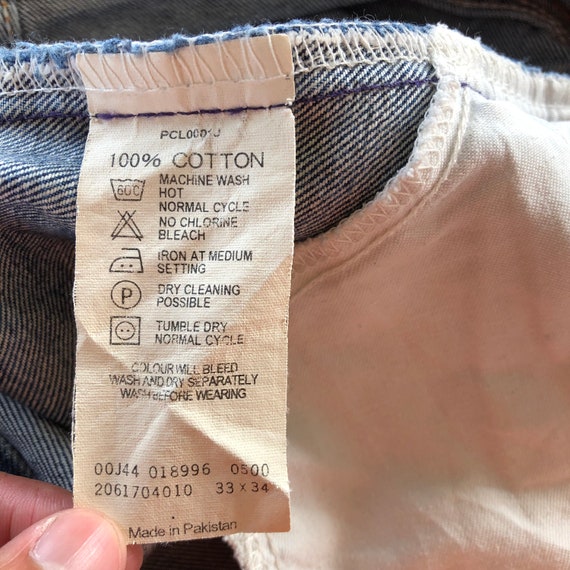 100% COTTON
60C MACHINE WASH
HOT
NORMAL CYCLE
NO CHLORINE
BLEACH
IRON AT MEDIUM
SETTING
P DRY CLEANING
POSSIBLE
TUMBLE DRY
NORMAL CYCLE
COLOUR WILL BLEED
WASH AND DRY SEPARATELY
WASH BEFORE WEARING
00J44 018996 0500
2061704010 33 X 34
Made in Pakistan